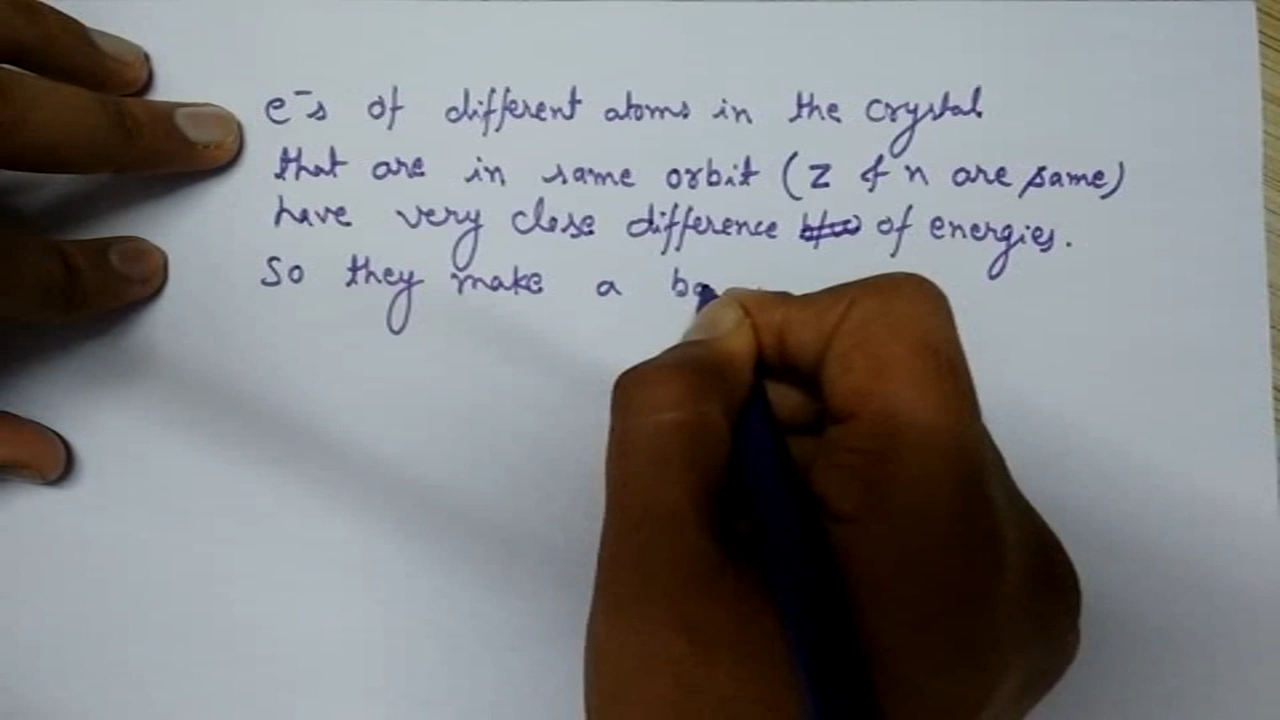 e⁻s of different atoms in the crystal
that are in same orbit (Z & n are same)
have very close difference of energies.
So they make a ba